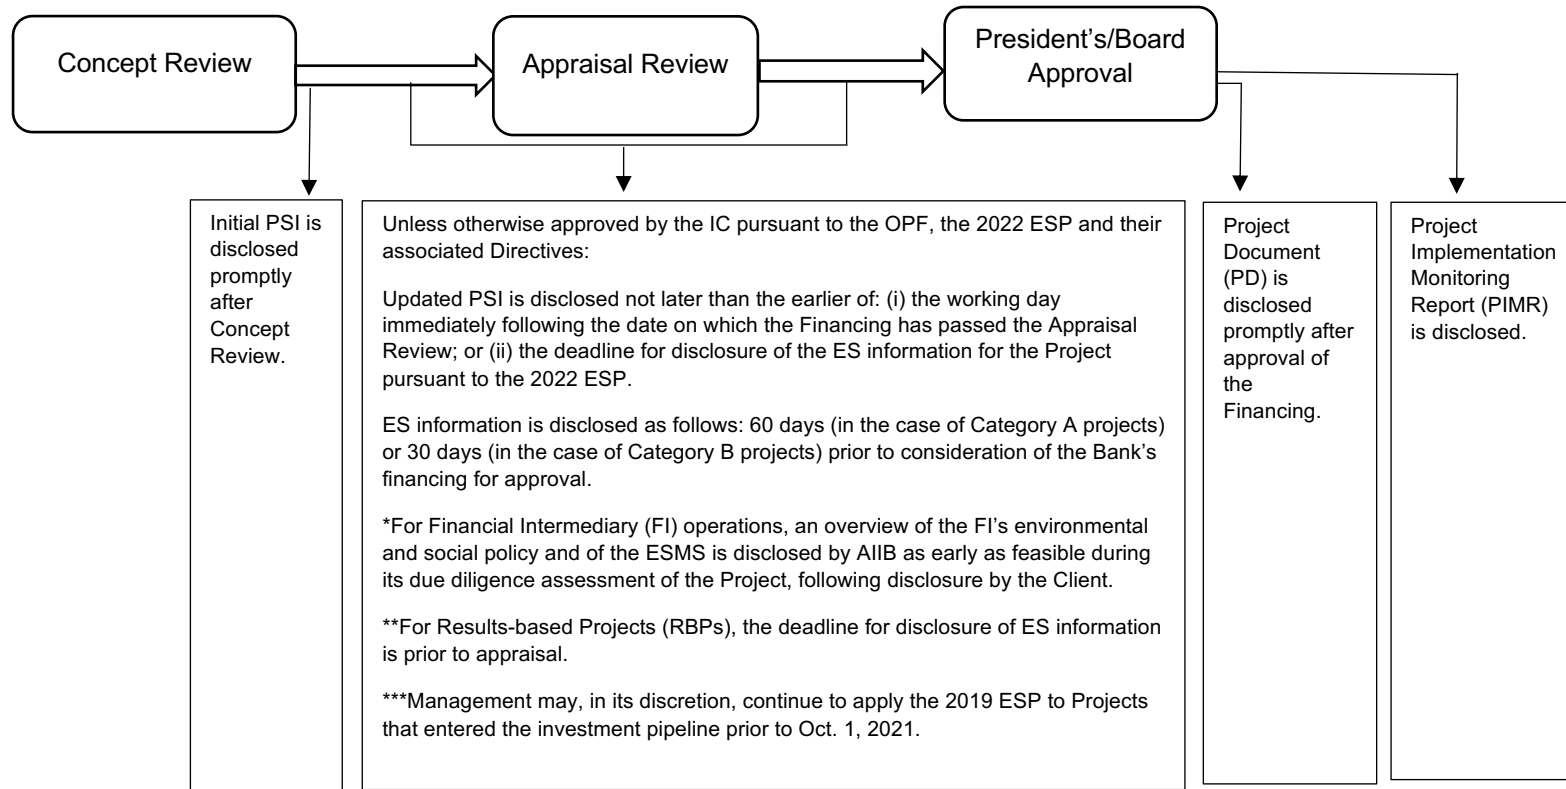 Concept Review
Appraisal Review
President’s/Board
Approval
Initial PSI is
disclosed
promptly
after
Concept
Review.
Unless otherwise approved by the IC pursuant to the OPF, the 2022 ESP and their
associated Directives:
Updated PSI is disclosed not later than the earlier of: (i) the working day
immediately following the date on which the Financing has passed the Appraisal
Review; or (ii) the deadline for disclosure of the ES information for the Project
pursuant to the 2022 ESP.
ES information is disclosed as follows: 60 days (in the case of Category A projects)
or 30 days (in the case of Category B projects) prior to consideration of the Bank’s
financing for approval.
*For Financial Intermediary (FI) operations, an overview of the FI’s environmental
and social policy and of the ESMS is disclosed by AIIB as early as feasible during
its due diligence assessment of the Project, following disclosure by the Client.
**For Results-based Projects (RBPs), the deadline for disclosure of ES information
is prior to appraisal.
***Management may, in its discretion, continue to apply the 2019 ESP to Projects
that entered the investment pipeline prior to Oct. 1, 2021.
Project
Document
(PD) is
disclosed
promptly after
approval of
the
Financing.
Project
Implementation
Monitoring
Report (PIMR)
is disclosed.